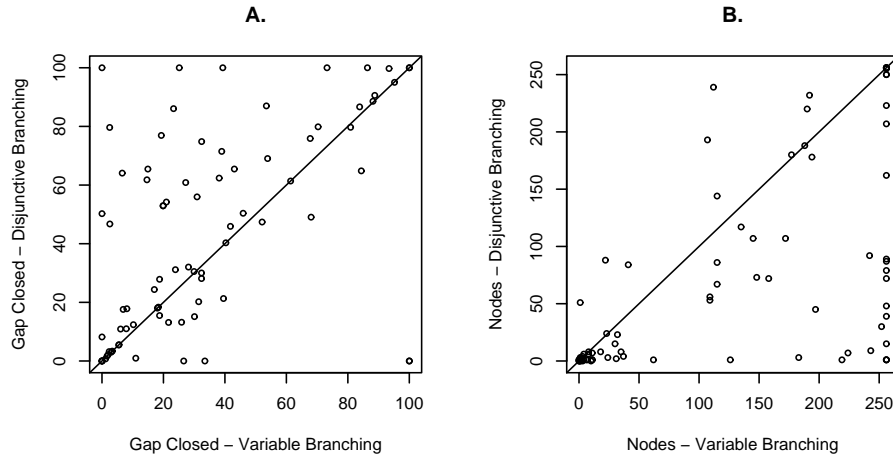 A.
Gap Closed − Disjunctive Branching
100
80
60
40
20
0
0 20 40 60 80 100
Gap Closed − Variable Branching
B.
Nodes − Disjunctive Branching
250
200
150
100
50
0
0 50 100 150 200 250
Nodes − Variable Branching